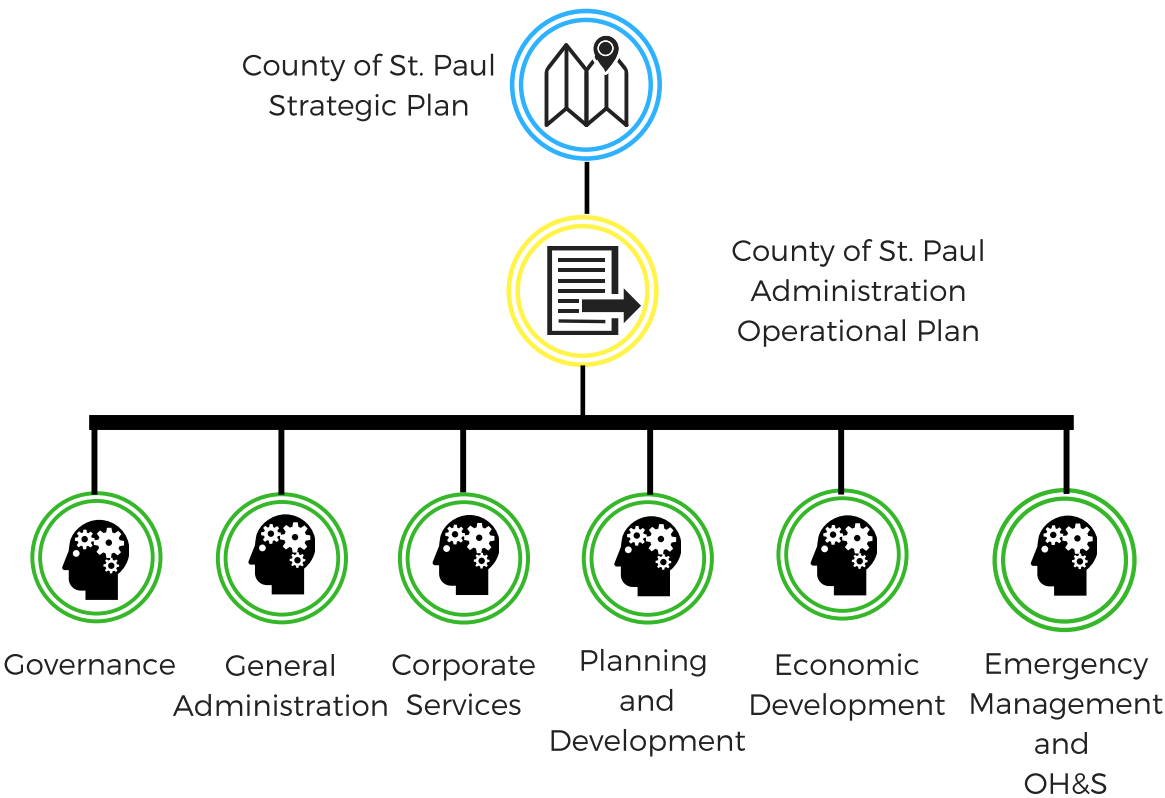 County of St. Paul
Strategic Plan
County of St. Paul
Administration
Operational Plan
Governance
General
Administration
Corporate
Services
Planning
and
Development
Economic
Development
Emergency
Management
and
OH&S